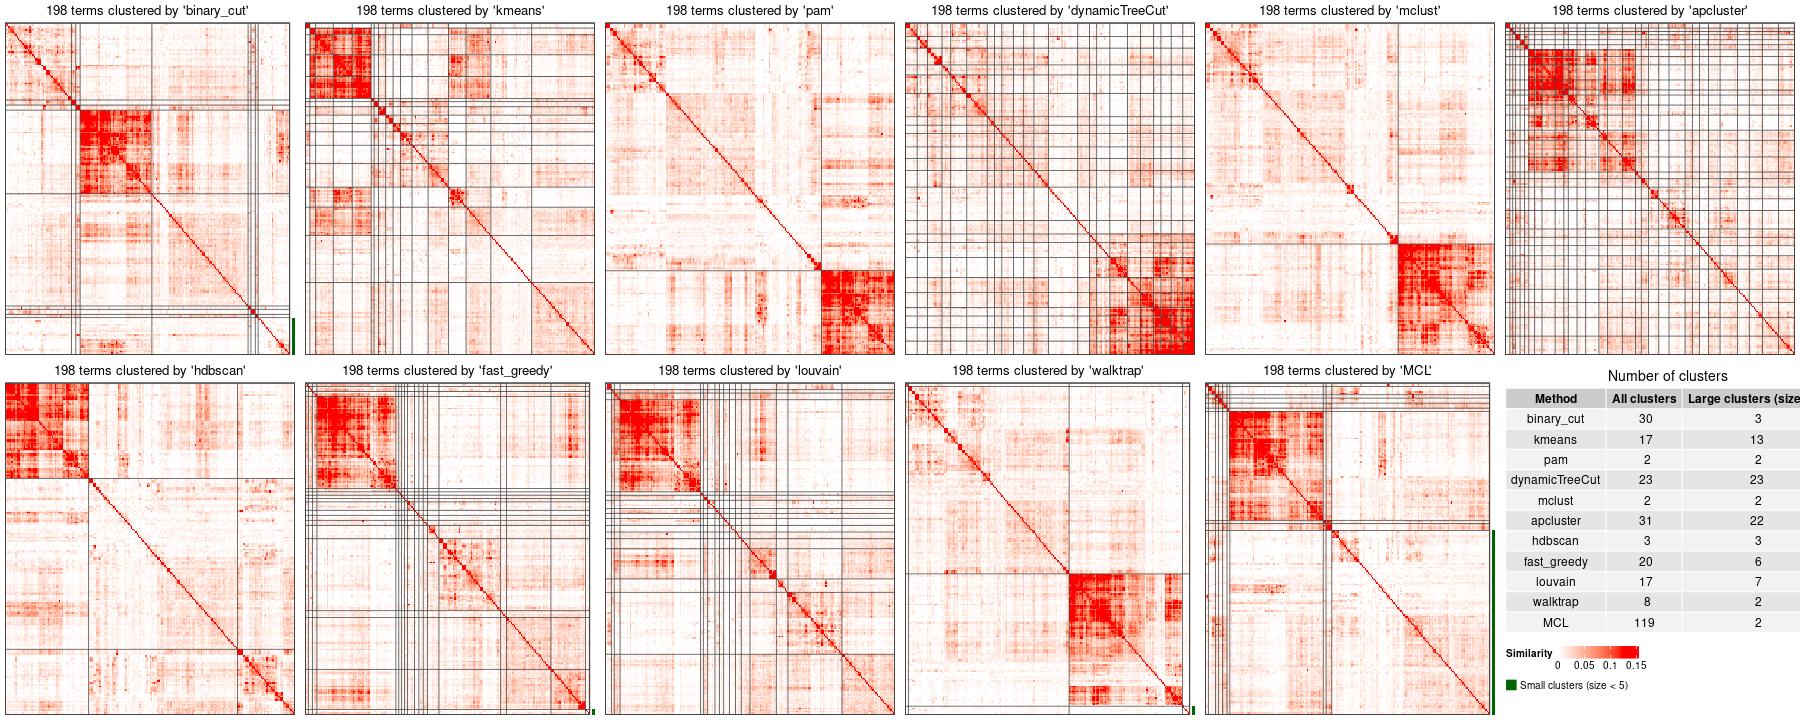 198 terms clustered by 'binary_cut'
198 terms clustered by 'kmeans'
198 terms clustered by 'pam'
198 terms clustered by 'dynamicTreeCut'
198 terms clustered by 'mclust'
198 terms clustered by 'apcluster'
198 terms clustered by 'hdbscan'
198 terms clustered by 'fast_greedy'
198 terms clustered by 'louvain'
198 terms clustered by 'walktrap'
198 terms clustered by 'MCL'
Number of clusters
Method All clusters Large clusters (size
binary_cut 30 3
kmeans 17 13
pam 2 2
dynamicTreeCut 23 23
mclust 2 2
apcluster 31 22
hdbscan 3 3
fast_greedy 20 6
louvain 17 7
walktrap 8 2
MCL 119 2
Similarity
0 0.05 0.1 0.15
Small clusters (size < 5)